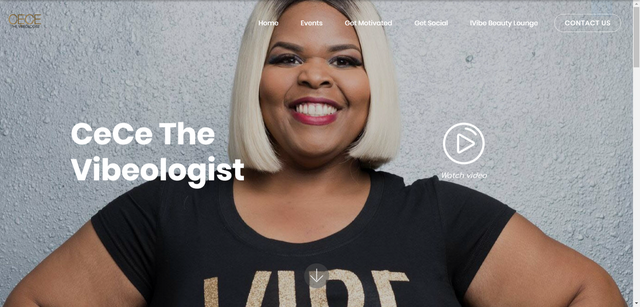 CECE
Home
Events
Get Motivated
Get Social
IVibe Beauty Lounge
CONTACT US
CeCe The
Vibeologist
Watch video
VIBE